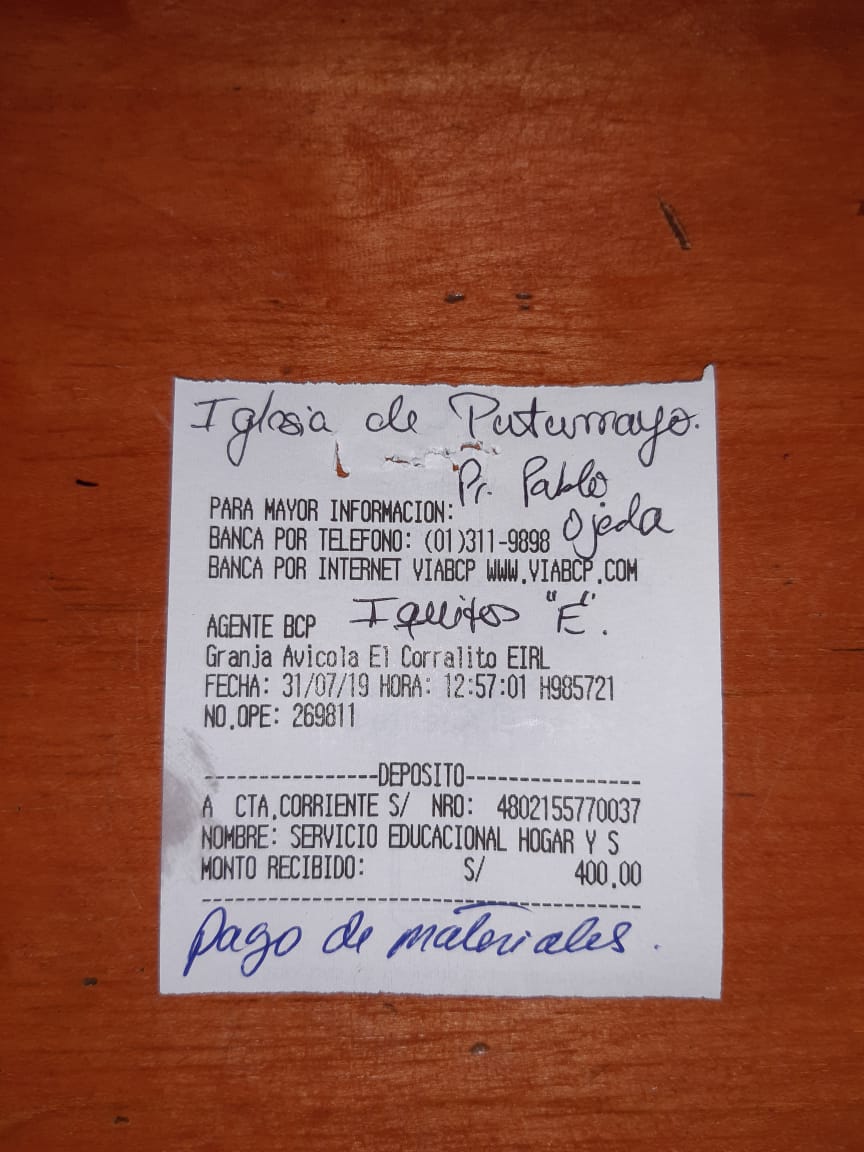 Iglesia de Putumayo.
Pr. Pablo
Ojeda
PARA MAYOR INFORMACION:
BANCA POR TELEFONO: (01)311-9898
BANCA POR INTERNET VIABCP WWW.VIABCP.COM
Iquitos "E".
AGENTE BCP
Granja Avicola El Corralito EIRL
FECHA: 31/07/19 HORA: 12:57:01 H985721
NO.OPE: 269811
----------------DEPOSITO----------------
A CTA.CORRIENTE S/ NRO: 4802155770037
NOMBRE: SERVICIO EDUCACIONAL HOGAR Y S
MONTO RECIBIDO: S/ 400.00
----------------------------------------
Pago de materiales.